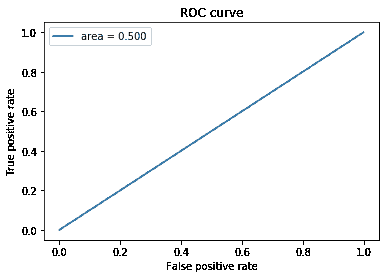 ROC curve
area = 0.500
True positive rate
1.0
0.8
0.6
0.4
0.2
0.0
0.0 0.2 0.4 0.6 0.8 1.0
False positive rate